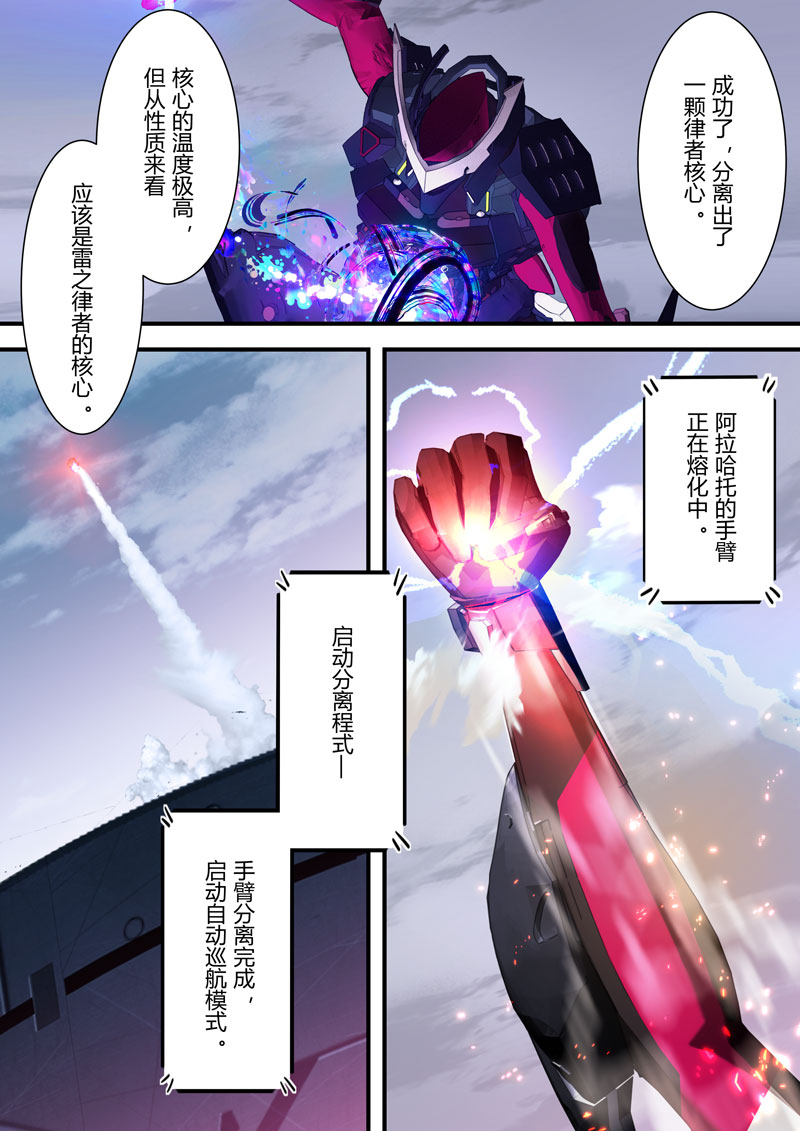 成功了，分离出了
一颗律者核心。
核心的温度极高，
但从性质来看
应该是雷之律者的核心。
阿拉哈托的手臂
正在熔化中。
启动分离程式—
手臂分离完成，
启动自动巡航模式。